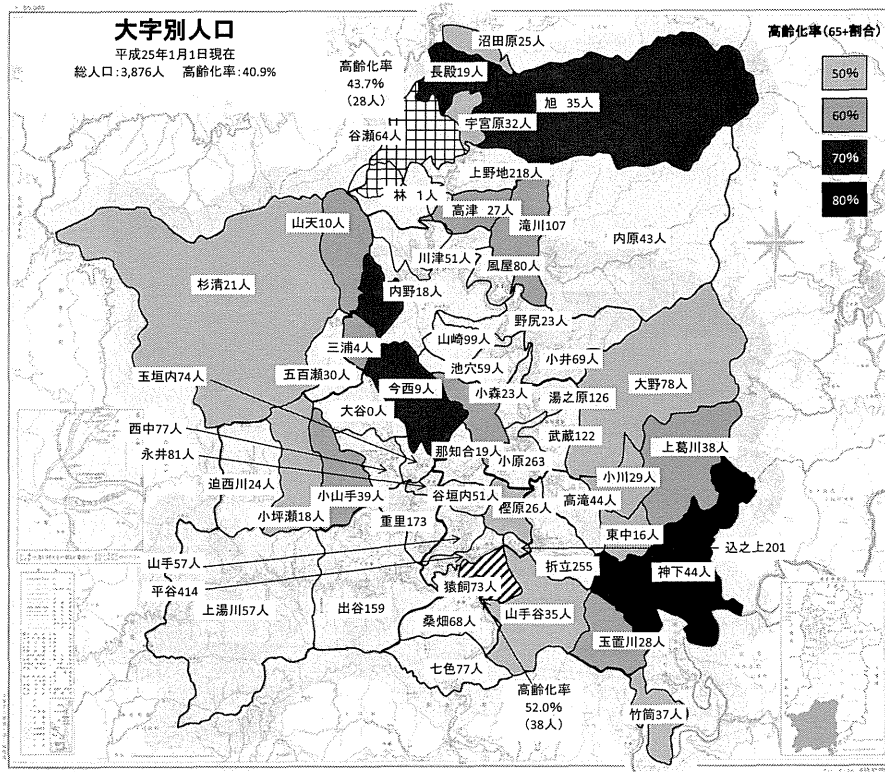 大字別人口
平成25年1月1日現在
総人口：3,876人　高齢化率：40.9%
高齢化率(65+割合)
50%
60%
70%
80%
沼田原25人
高齢化率
43.7%
(28人)
長殿19人
旭　35人
宇宮原32人
谷瀬64人
上野地218人
林　1人
高津　27人
山天10人
滝川107
内原43人
川津51人
風屋80人
杉清21人
内野18人
野尻23人
山崎99人
三浦4人
小井69人
池穴59人
玉垣内74人
五百瀬30人
今西9人
大野78人
小森23人
湯之原126
大谷0人
西中77人
武蔵122
上葛川38人
永井81人
那知合19人
小原263
迫西川24人
小川29人
小山手39人
谷垣内51人
高滝44人
樫原26人
小坪瀬18人
重里173
東中16人
込之上201
山手57人
折立255
神下44人
平谷414
猿飼73人
上湯川57人
出谷159
山手谷35人
桑畑68人
玉置川28人
七色77人
高齢化率
52.0%
(38人)
竹筒37人